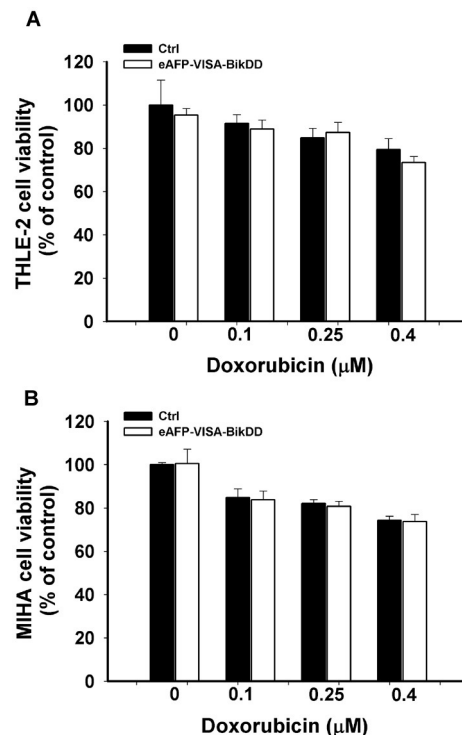 A
Ctrl
eAFP-VISA-BikDD
120
100
80
60
40
20
0
THLE-2 cell viability
(% of control)
0 0.1 0.25 0.4
Doxorubicin (μM)
B
Ctrl
eAFP-VISA-BikDD
120
100
80
60
40
20
0
MIHA cell viability
(% of control)
0 0.1 0.25 0.4
Doxorubicin (μM)